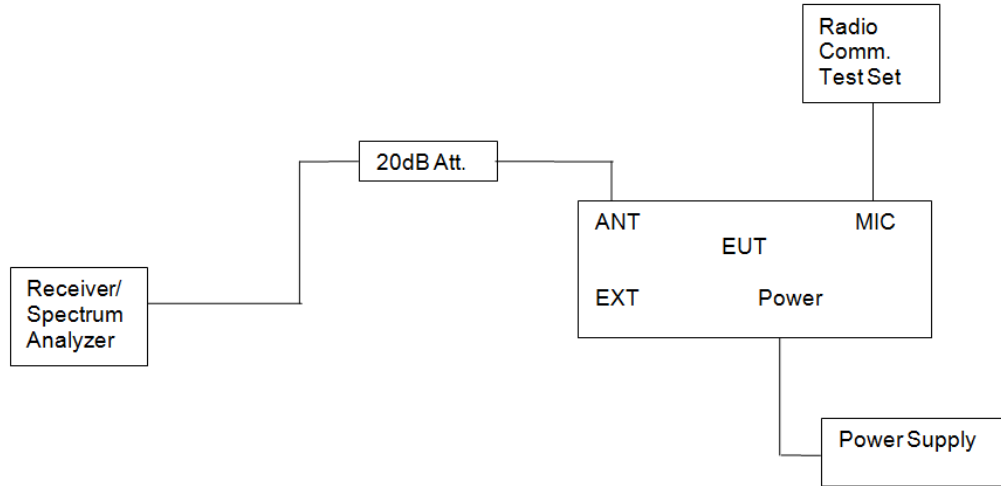 Radio
Comm.
Test Set
20dB Att.
ANT
MIC
EUT
Receiver/
Spectrum
Analyzer
EXT
Power
Power Supply